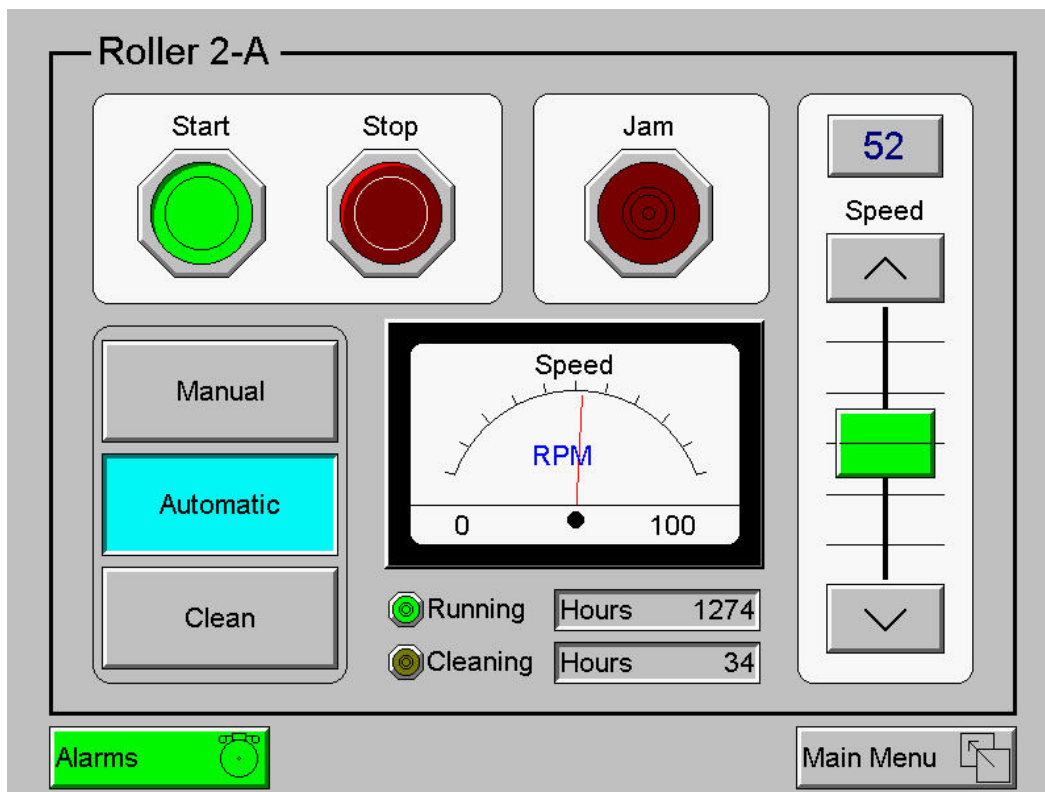 Roller 2-A
Start
Stop
Jam
52
Speed
Manual
Automatic
Clean
Speed
RPM
0
100
Running
Hours 1274
Cleaning
Hours 34
Alarms
Main Menu